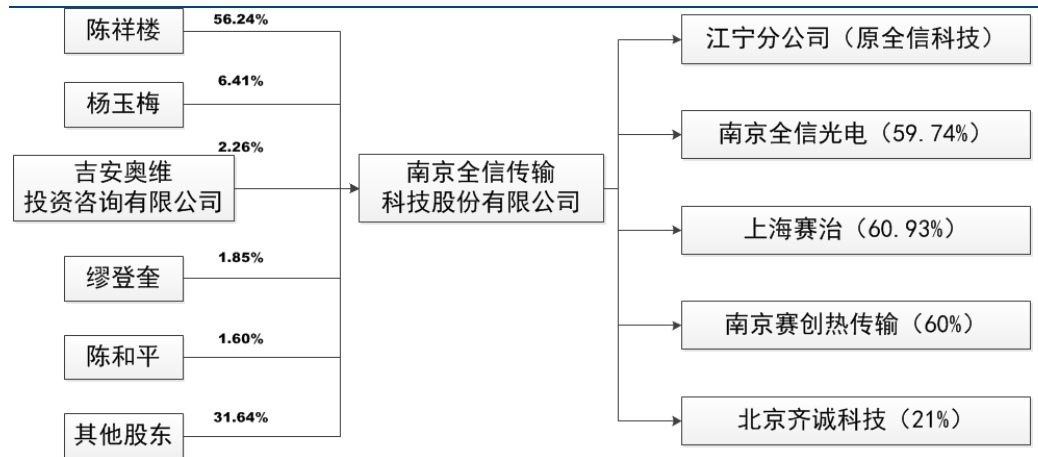 陈祥楼
56.24%
杨玉梅
6.41%
吉安奥维
投资咨询有限公司
2.26%
缪登奎
1.85%
陈和平
1.60%
其他股东
31.64%
南京全信传输
科技股份有限公司
江宁分公司（原全信科技）
南京全信光电（59.74%）
上海赛治（60.93%）
南京赛创热传输（60%）
北京齐诚科技（21%）